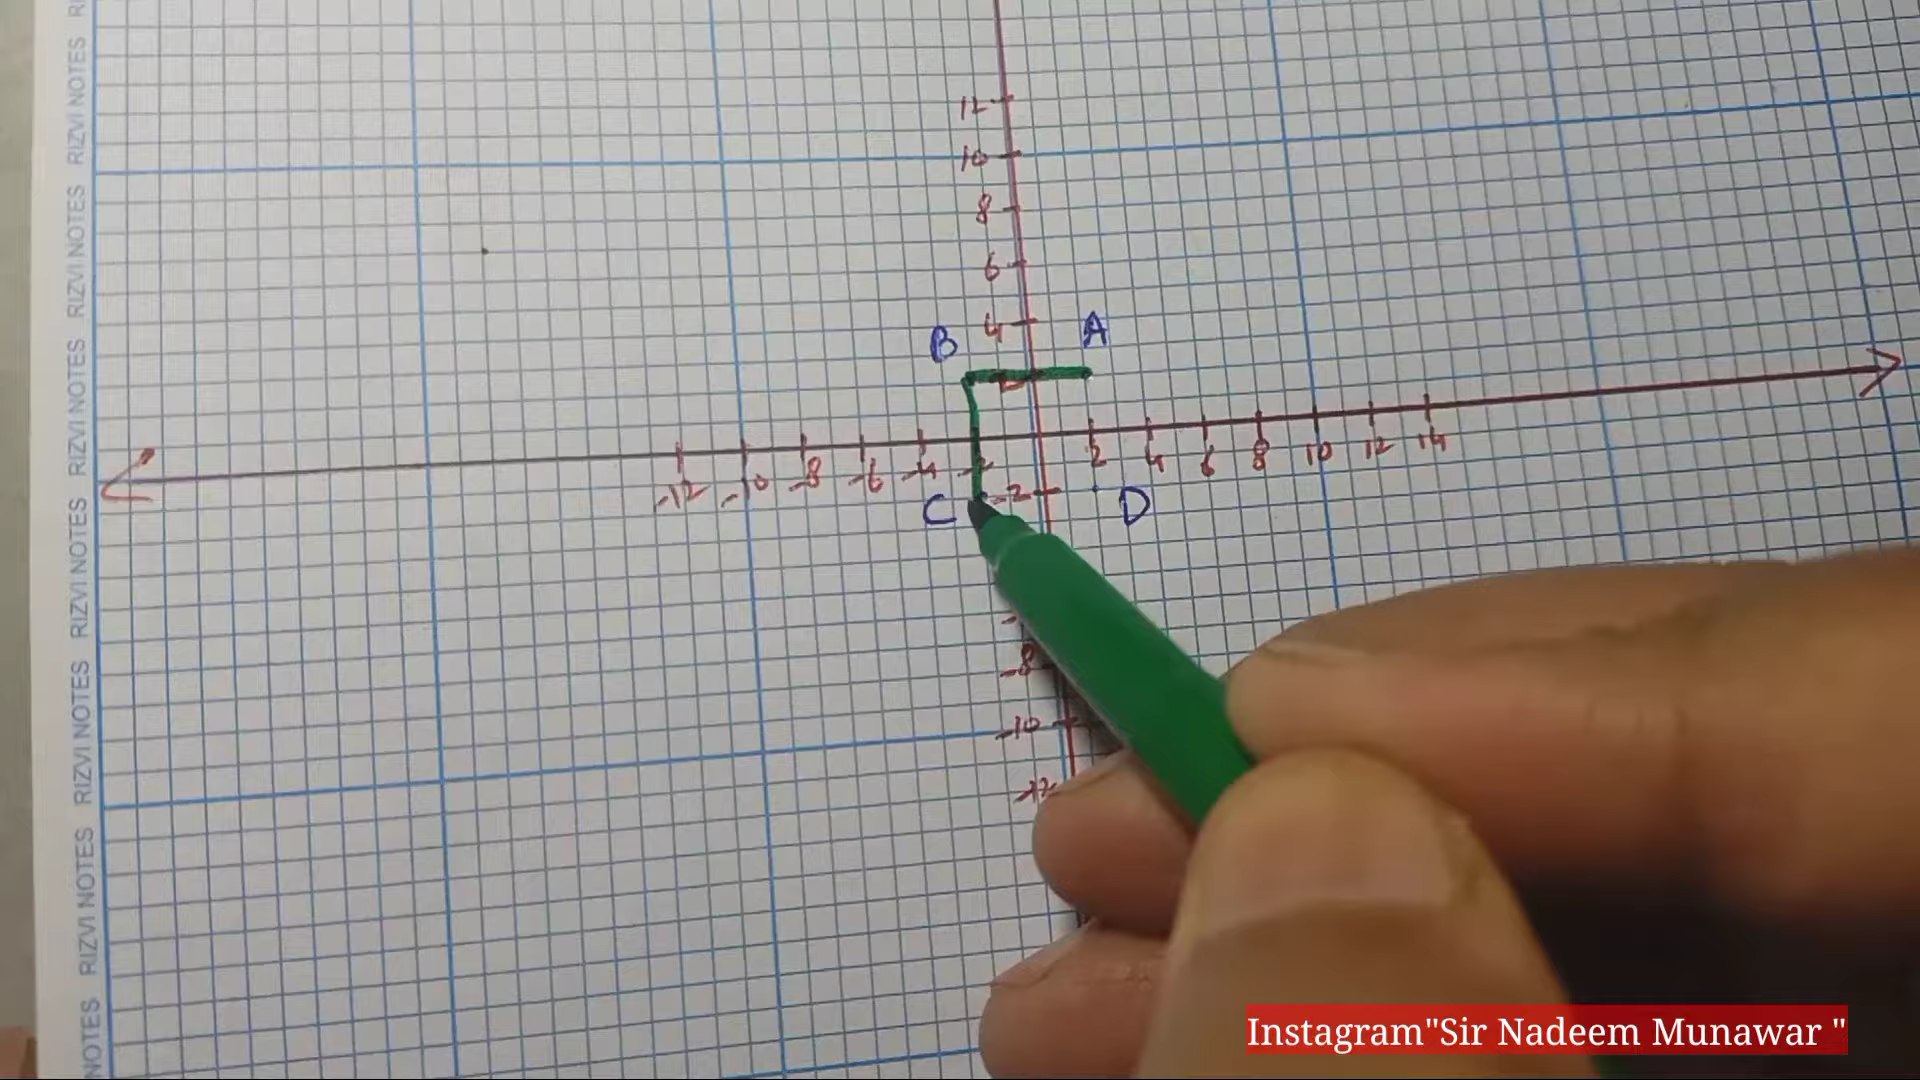 RIZVI NOTES RIZVI NOTES RIZVI NOTES RIZVI NOTES RIZVI NOTES RIZVI NOTES RIZVI NOTES
12
10
8
6
4
B A
2 4 6 8 10 12 14
-12 -10 -8 -6 -4 -2
C -2 D
-8
-10
-12
Instagram"Sir Nadeem Munawar "